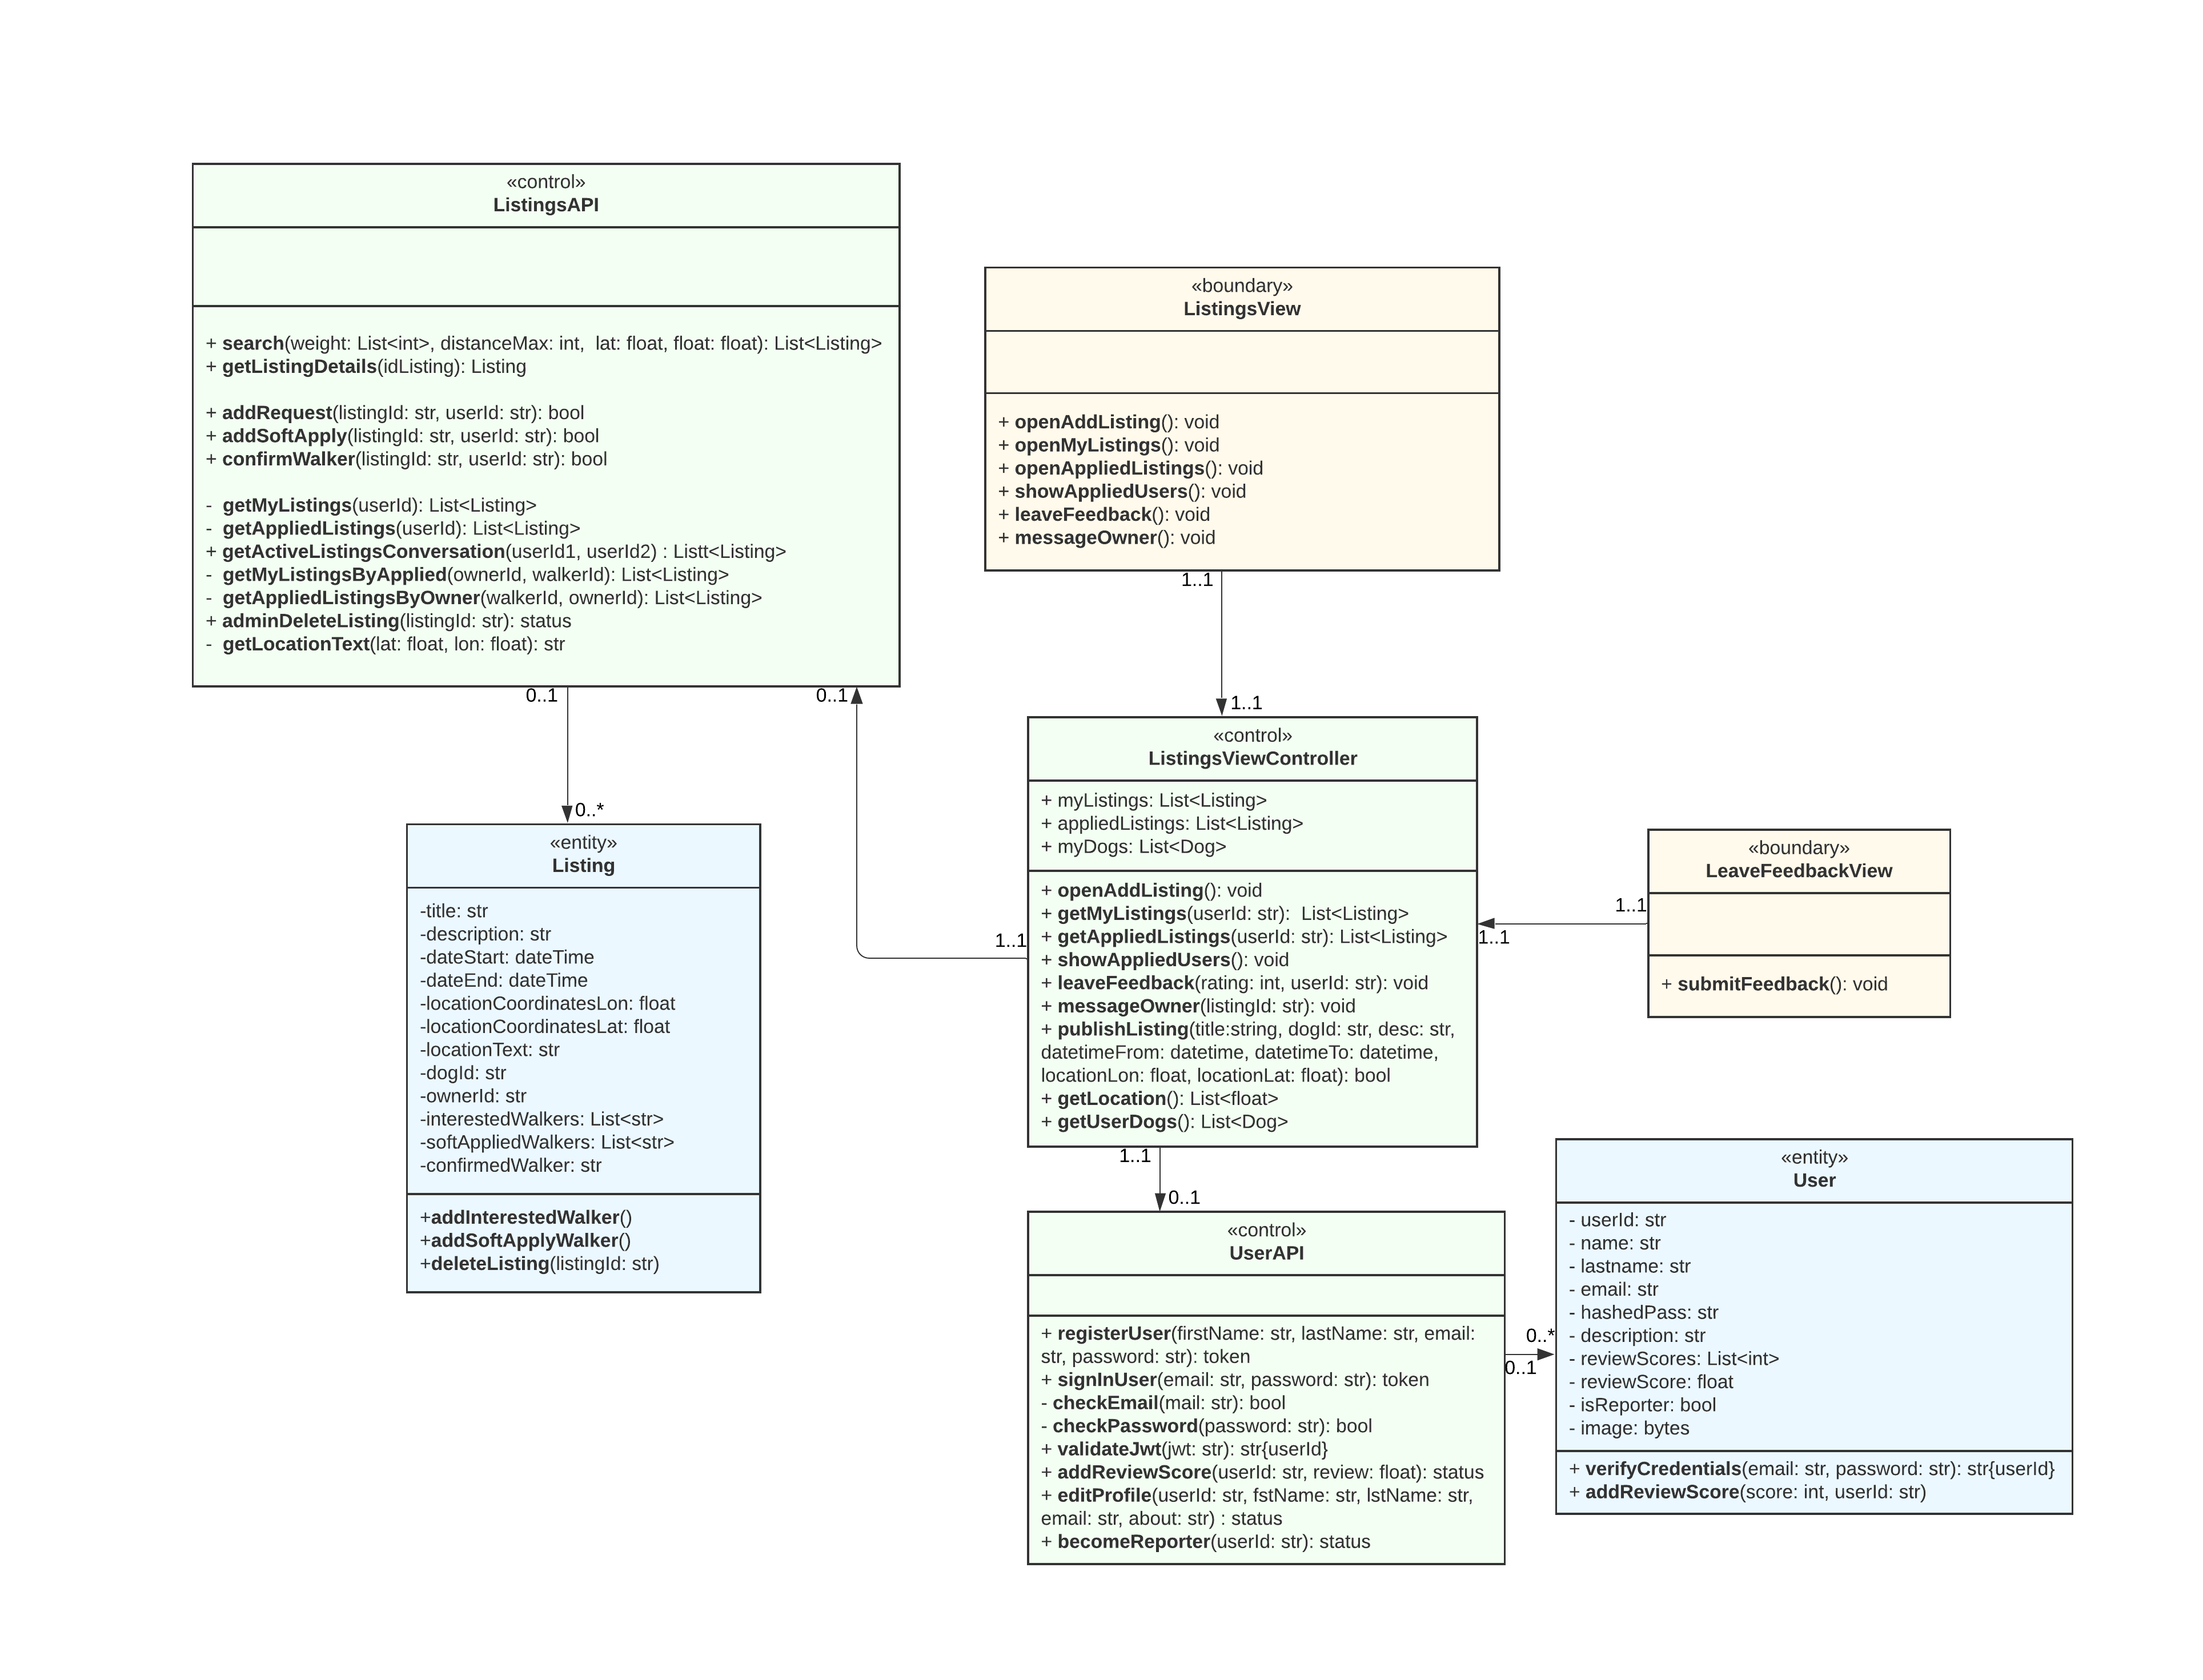 «control»
ListingsAPI
+ search(weight: List<int>, distanceMax: int,  lat: float, float: float): List<Listing>
+ getListingDetails(idListing): Listing
+ addRequest(listingId: str, userId: str): bool
+ addSoftApply(listingId: str, userId: str): bool
+ confirmWalker(listingId: str, userId: str): bool
-  getMyListings(userId): List<Listing>
-  getAppliedListings(userId): List<Listing>
+ getActiveListingsConversation(userId1, userId2) : Listt<Listing>
-  getMyListingsByApplied(ownerId, walkerId): List<Listing>
-  getAppliedListingsByOwner(walkerId, ownerId): List<Listing>
+ adminDeleteListing(listingId: str): status
-  getLocationText(lat: float, lon: float): str
0..1
0..1
«boundary»
ListingsView
+ openAddListing(): void
+ openMyListings(): void
+ openAppliedListings(): void
+ showAppliedUsers(): void
+ leaveFeedback(): void
+ messageOwner(): void
1..1
1..1
0..*
«entity»
Listing
-title: str
-description: str
-dateStart: dateTime
-dateEnd: dateTime
-locationCoordinatesLon: float
-locationCoordinatesLat: float
-locationText: str
-dogId: str
-ownerId: str
-interestedWalkers: List<str>
-softAppliedWalkers: List<str>
-confirmedWalker: str
+addInterestedWalker()
+addSoftApplyWalker()
+deleteListing(listingId: str)
1..1
«control»
ListingsViewController
+ myListings: List<Listing>
+ appliedListings: List<Listing>
+ myDogs: List<Dog>
+ openAddListing(): void
+ getMyListings(userId: str):  List<Listing>
+ getAppliedListings(userId: str): List<Listing>
+ showAppliedUsers(): void
+ leaveFeedback(rating: int, userId: str): void
+ messageOwner(listingId: str): void
+ publishListing(title:string, dogId: str, desc: str,
datetimeFrom: datetime, datetimeTo: datetime,
locationLon: float, locationLat: float): bool
+ getLocation(): List<float>
+ getUserDogs(): List<Dog>
1..1
1..1
«boundary»
LeaveFeedbackView
+ submitFeedback(): void
1..1
0..1
«control»
UserAPI
+ registerUser(firstName: str, lastName: str, email:
str, password: str): token
+ signInUser(email: str, password: str): token
- checkEmail(mail: str): bool
- checkPassword(password: str): bool
+ validateJwt(jwt: str): str{userId}
+ addReviewScore(userId: str, review: float): status
+ editProfile(userId: str, fstName: str, lstName: str,
email: str, about: str) : status
+ becomeReporter(userId: str): status
0..*
0..1
«entity»
User
- userId: str
- name: str
- lastname: str
- email: str
- hashedPass: str
- description: str
- reviewScores: List<int>
- reviewScore: float
- isReporter: bool
- image: bytes
+ verifyCredentials(email: str, password: str): str{userId}
+ addReviewScore(score: int, userId: str)